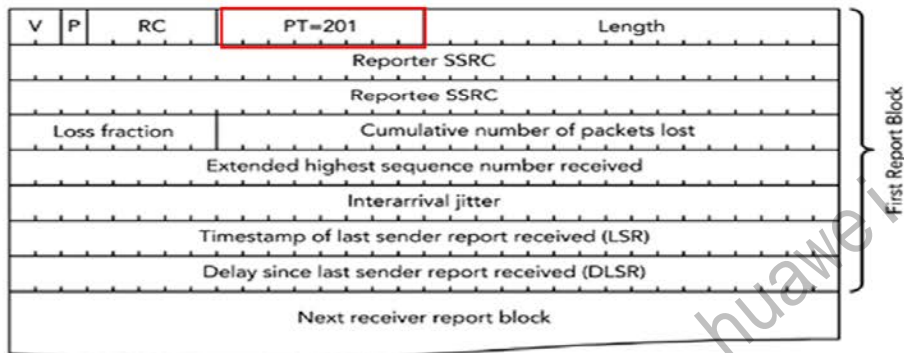 V P RC PT=201 Length
Reporter SSRC
Reportee SSRC
Loss fraction Cumulative number of packets lost
Extended highest sequence number received
Interarrival jitter
Timestamp of last sender report received (LSR)
Delay since last sender report received (DLSR)
Next receiver report block
First Report Block
huawei